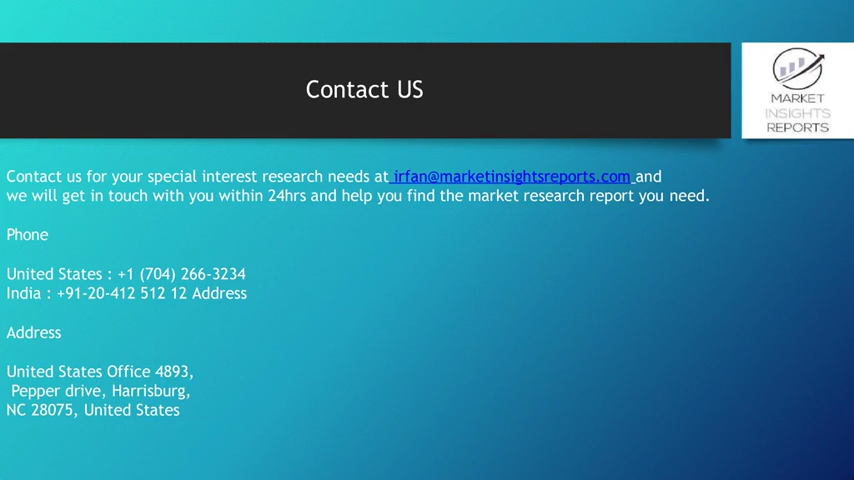 Contact US
MARKET
INSIGHTS
REPORTS
Contact us for your special interest research needs at irfan@marketinsightsreports.com and
we will get in touch with you within 24hrs and help you find the market research report you need.
Phone
United States : +1 (704) 266-3234
India : +91-20-412 512 12 Address
Address
United States Office 4893,
Pepper drive, Harrisburg,
NC 28075, United States